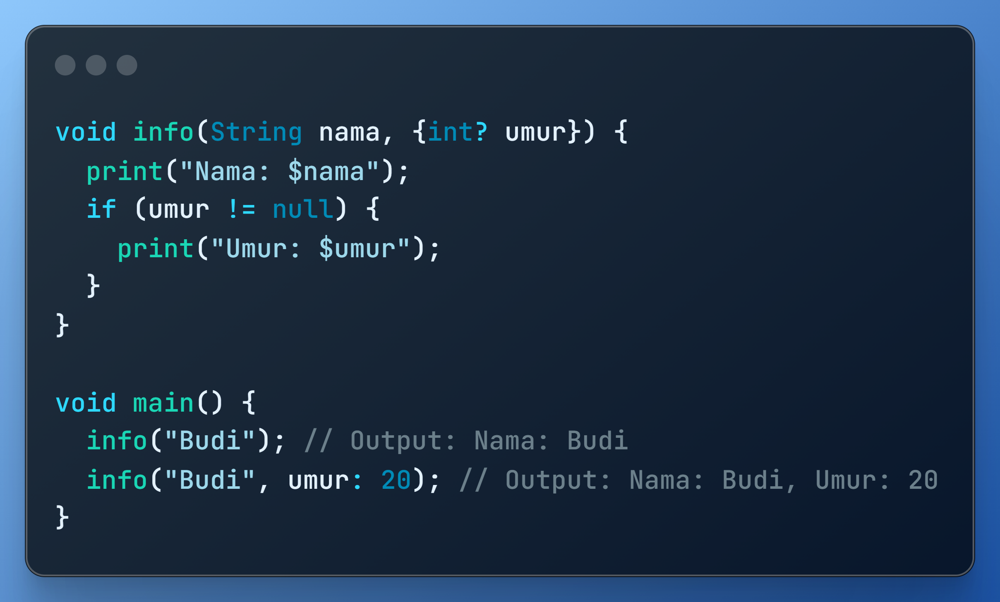 void info(String nama, {int? umur}) {
  print("Nama: $nama");
  if (umur != null) {
    print("Umur: $umur");
  }
}

void main() {
  info("Budi"); // Output: Nama: Budi
  info("Budi", umur: 20); // Output: Nama: Budi, Umur: 20
}